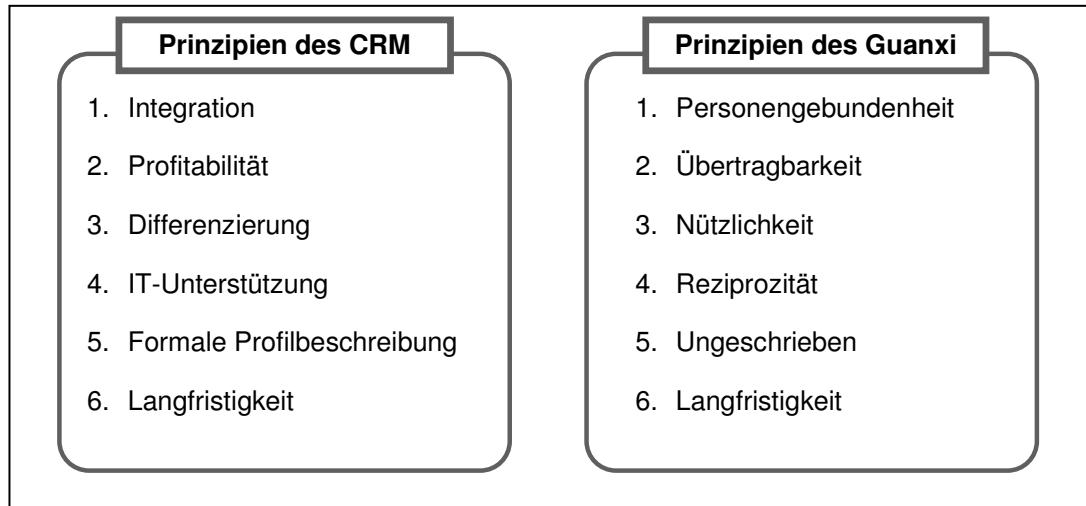 Prinzipien des CRM
1. Integration
2. Profitabilität
3. Differenzierung
4. IT-Unterstützung
5. Formale Profilbeschreibung
6. Langfristigkeit
Prinzipien des Guanxi
1. Personengebundenheit
2. Übertragbarkeit
3. Nützlichkeit
4. Reziprozität
5. Ungeschrieben
6. Langfristigkeit